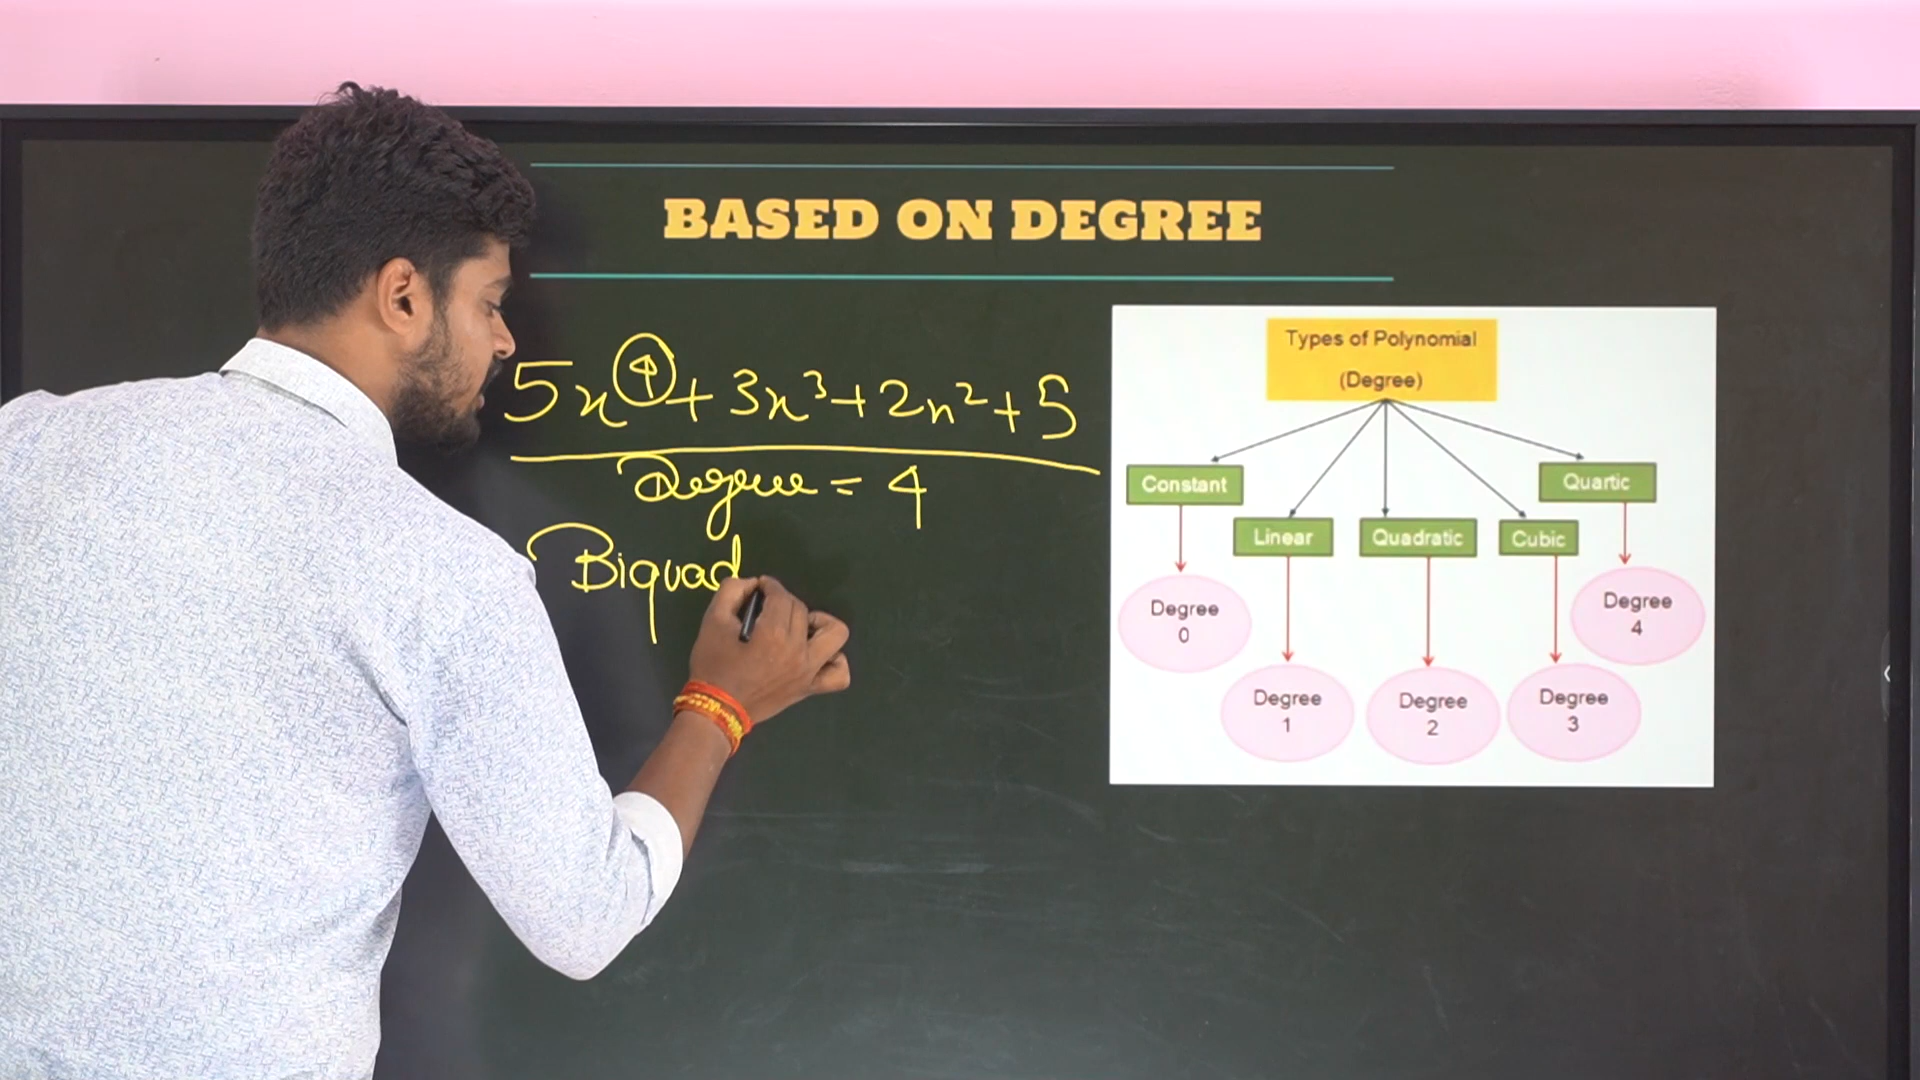 BASED ON DEGREE
5x⁴ + 3x³ + 2x² + 5
Degree = 4
Biquad
Types of Polynomial
(Degree)
Constant
Linear
Quadratic
Cubic
Quartic
Degree
0
Degree
1
Degree
2
Degree
3
Degree
4